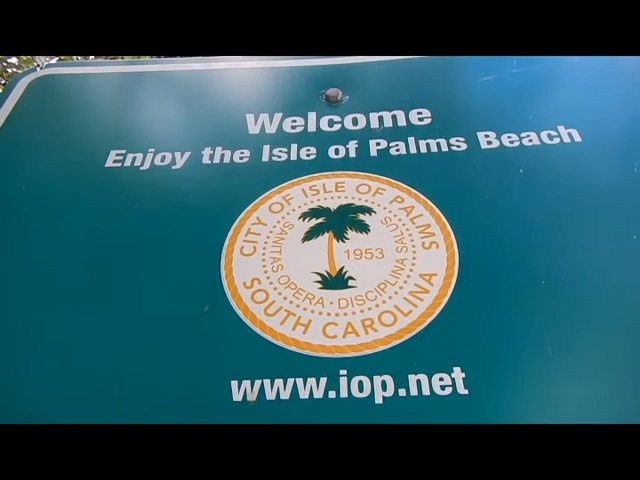 Welcome
Enjoy the Isle of Palms Beach
CITY OF ISLE OF PALMS
SANITAS OPERA • DISCIPLINA SALUS
1953
SOUTH CAROLINA
www.iop.net